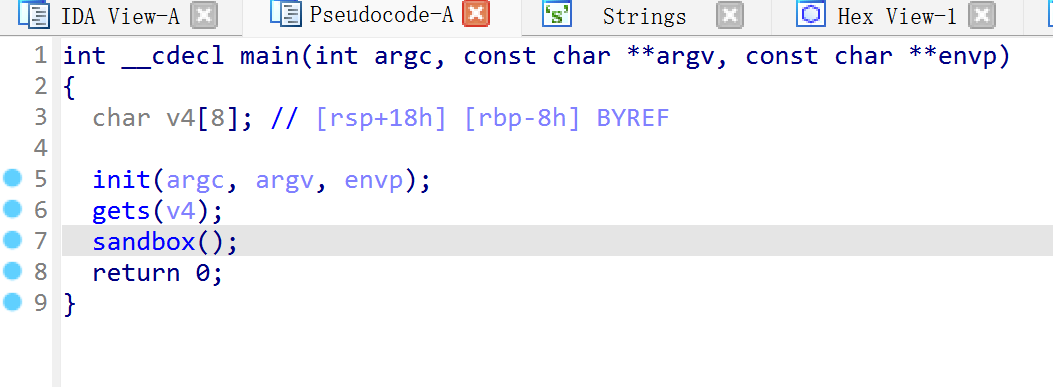 IDA View-A Pseudocode-A 's' Strings Hex View-1
1 int __cdecl main(int argc, const char **argv, const char **envp)
2 {
3   char v4[8]; // [rsp+18h] [rbp-8h] BYREF
4
5   init(argc, argv, envp);
6   gets(v4);
7   sandbox();
8   return 0;
9 }